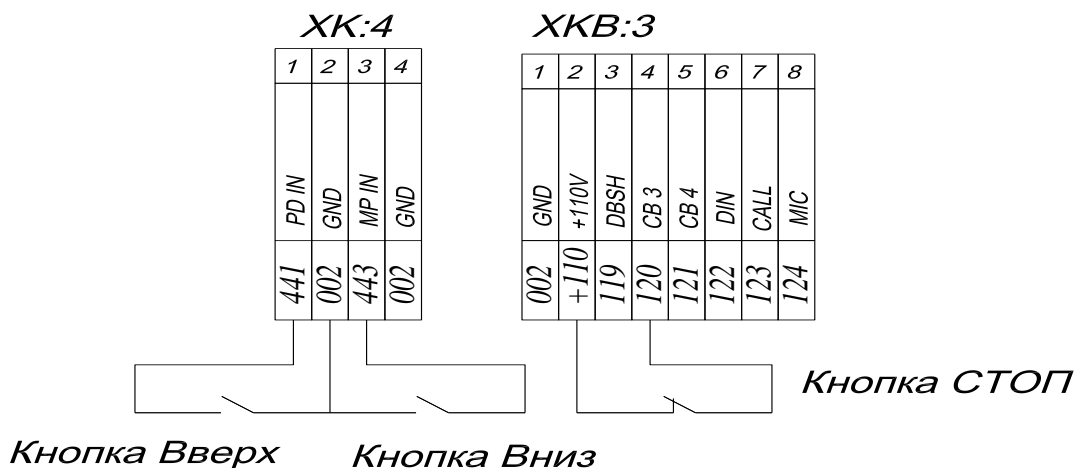 XK:4
XKB:3
1 2 3 4
1 2 3 4 5 6 7 8
PD IN GND MP IN GND
GND +110V DBSH CB 3 CB 4 DIN CALL MIC
441 002 443 002
002 +110 119 120 121 122 123 124
Кнопка СТОП
Кнопка Вверх
Кнопка Вниз